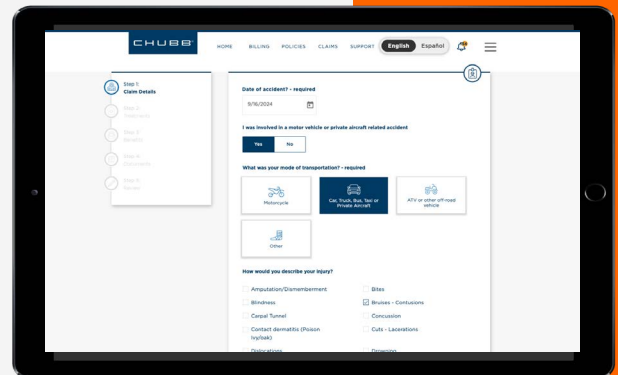 CHUBB
HOME BILLING POLICIES CLAIMS SUPPORT English Español
Step 1:
Claim Details
Step 2:
Step 3:
Benefits
Step 4:
Documents
Step 5:
Review
Date of accident? - required
9/16/2024
I was involved in a motor vehicle or private aircraft related accident
Yes No
What was your mode of transportation? - required
Motorcycle
Car, Truck, Bus, Taxi or
Private Aircraft
ATV or other off-road
vehicle
Other
How would you describe your injury?
Amputation/Dismemberment Bites
Blindness Bruises - Contusions
Carpal Tunnel Concussion
Contact dermatitis (Poison
Ivy/oak)
Cuts - Lacerations
Dislocations Drowning